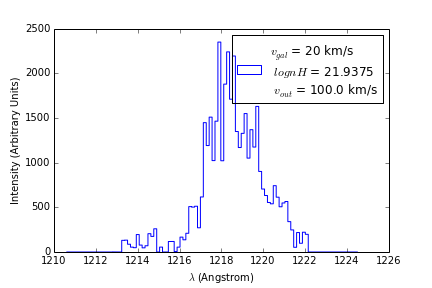 2500
2000
1500
1000
500
0
Intensity (Arbitrary Units)
v_gal = 20 km/s
lognH = 21.9375
v_out = 100.0 km/s
1210 1212 1214 1216 1218 1220 1222 1224 1226
λ (Angstrom)